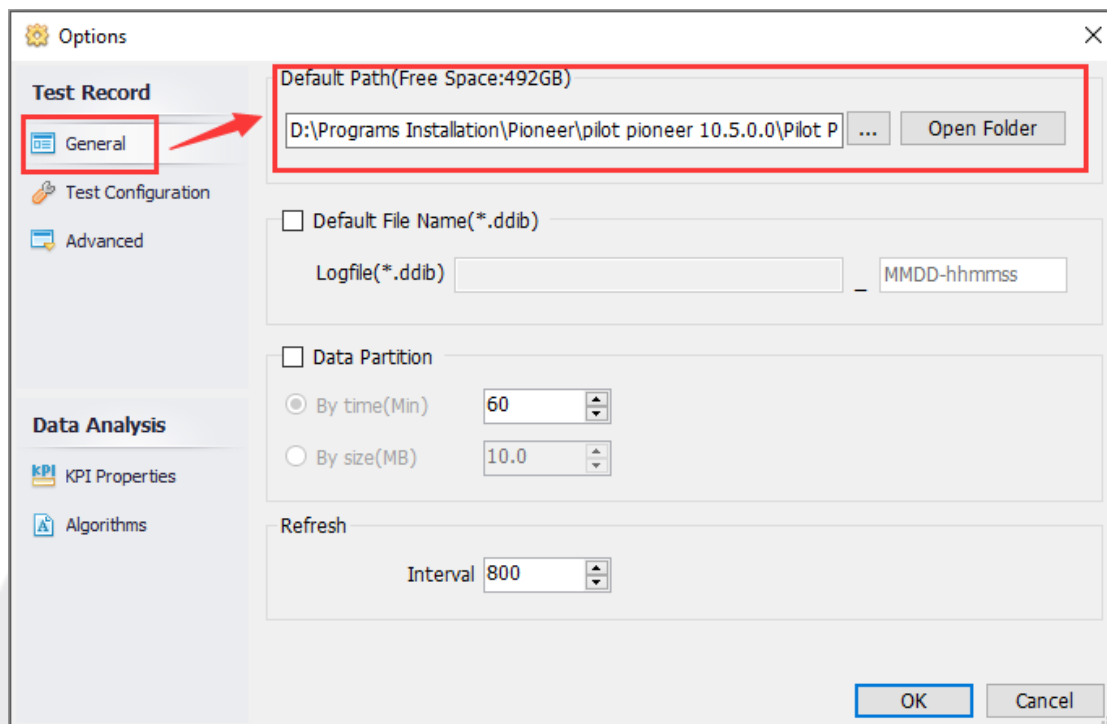 Options
Test Record
General
Test Configuration
Advanced
Data Analysis
KPI KPI Properties
Algorithms
Default Path(Free Space:492GB)
D:\Programs Installation\Pioneer\pilot pioneer 10.5.0.0\Pilot P ... Open Folder
Default File Name(*.ddib)
Logfile(*.ddib) _ MMDD-hhmmss
Data Partition
By time(Min) 60
By size(MB) 10.0
Refresh
Interval 800
OK Cancel